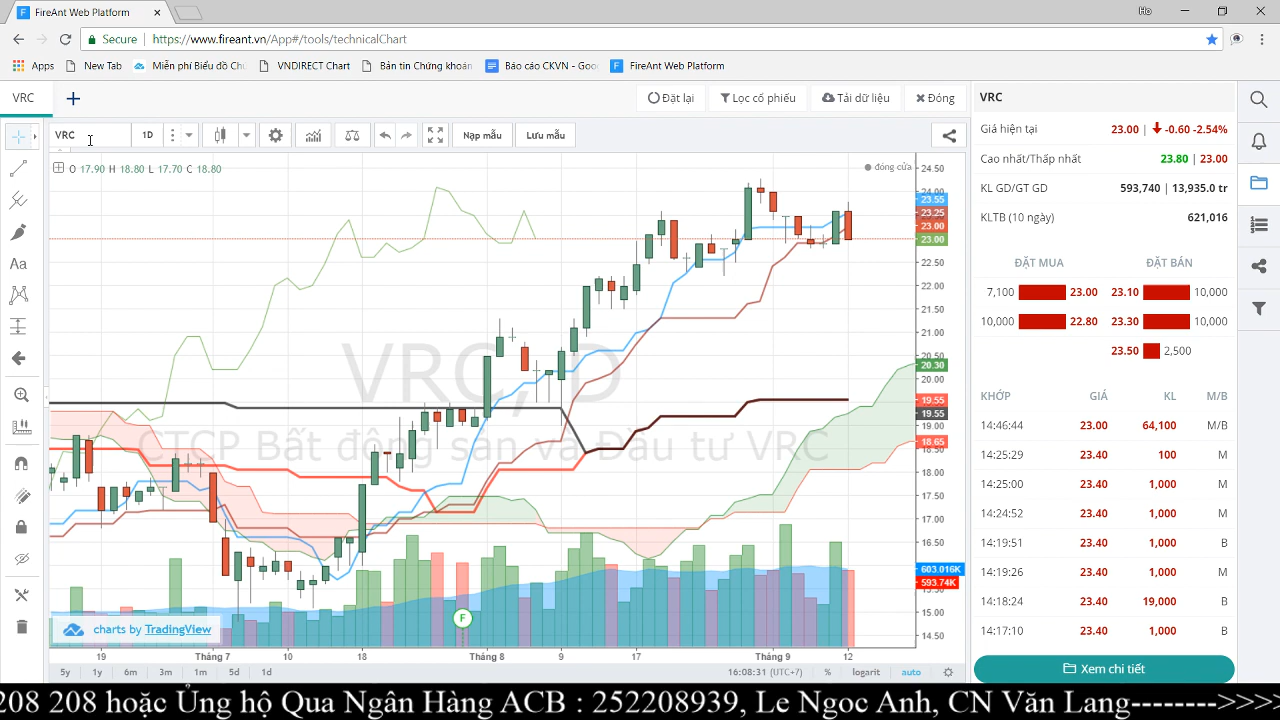 FireAnt Web Platform
Secure https://www.fireant.vn/App#/tools/technicalChart
Apps New Tab Miễn phí Biểu đồ Chu VNDIRECT Chart Bản tin Chứng khoán Báo cáo CKVN - Goo FireAnt Web Platform
VRC
Đặt lại Lọc cổ phiếu Tải dữ liệu Đóng
VRC 1D Nạp mẫu Lưu mẫu
O 17.90 H 18.80 L 17.70 C 18.80
đóng cửa
VRC, D
CTCP Bất động sản và Đầu tư VRC
Aa
24.50
24.00
23.55
23.25
23.00
23.00
22.50
22.00
21.50
21.00
20.50
20.30
20.00
19.55
19.55
19.00
18.65
18.50
18.00
17.50
17.00
16.50
16.00
603.016K
593.74K
15.00
14.50
F
charts by TradingView
19 Tháng 7 10 18 Tháng 8 9 17 Tháng 9 12
5y 1y 6m 3m 1m 5d 1d 16:08:31 (UTC+7) % logarit auto
VRC
Giá hiện tại 23.00 | -0.60 -2.54%
Cao nhất/Thấp nhất 23.80 | 23.00
KL GD/GT GD 593,740 | 13,935.0 tr
KLTB (10 ngày) 621,016
ĐẶT MUA ĐẶT BÁN
7,100 23.00 23.10 10,000
10,000 22.80 23.30 10,000
23.50 2,500
KHỚP GIÁ KL M/B
14:46:44 23.00 64,100 M/B
14:25:29 23.40 100 M
14:25:00 23.40 1,000 M
14:24:52 23.40 1,000 M
14:19:51 23.40 1,000 B
14:19:26 23.40 1,000 M
14:18:24 23.40 19,000 B
14:17:10 23.40 1,000 B
Xem chi tiết
208 208 hoặc Ủng hộ Qua Ngân Hàng ACB : 252208939, Le Ngoc Anh, CN Văn Lang-------->>>>